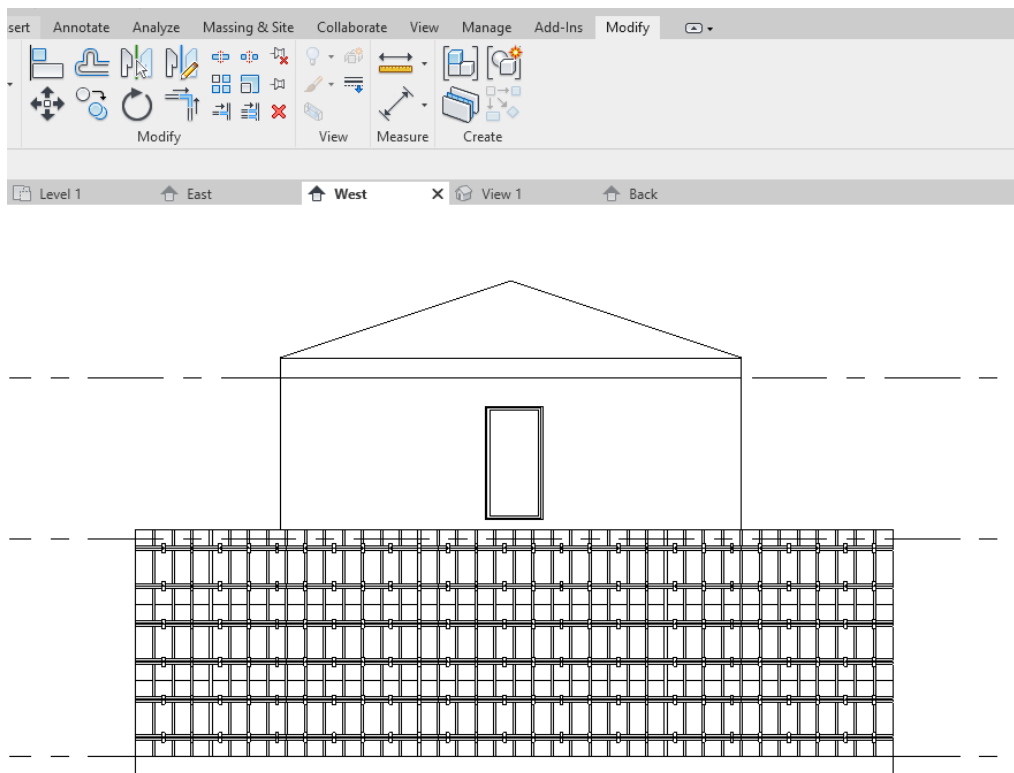 sert Annotate Analyze Massing & Site Collaborate View Manage Add-Ins Modify
Modify View Measure Create
Level 1 East West View 1 Back